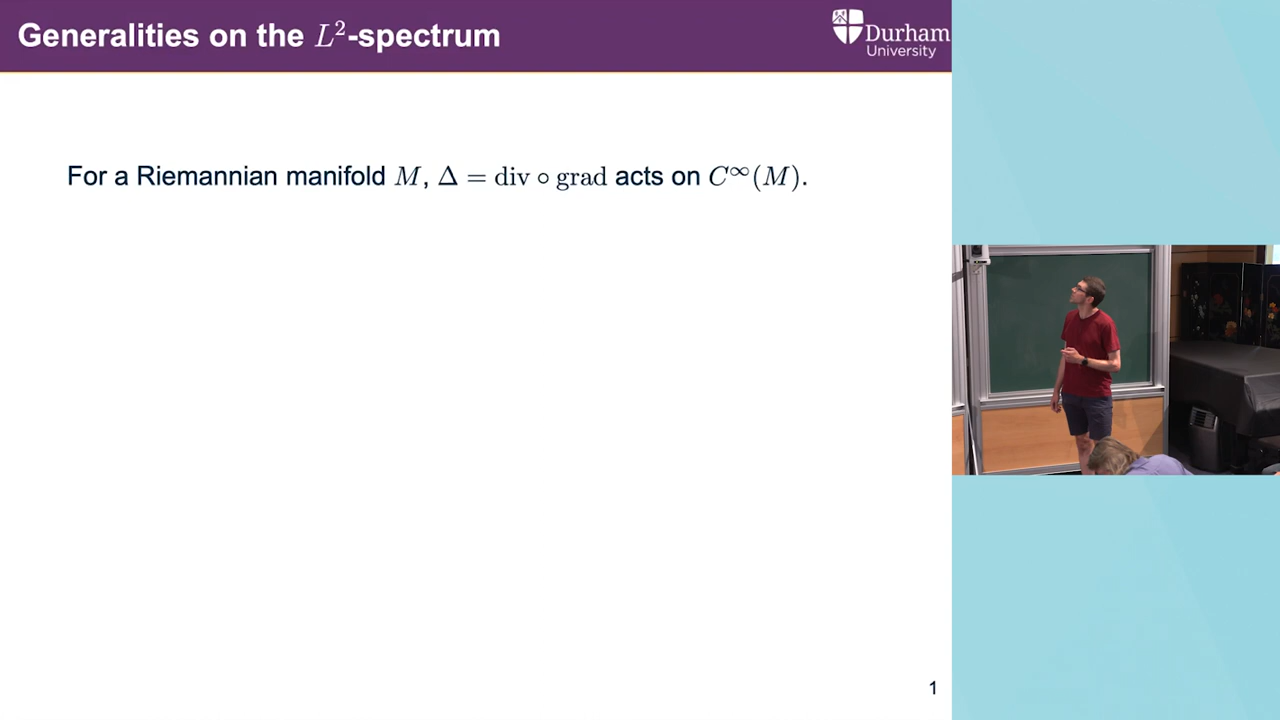 Generalities on the L²-spectrum
Durham
University
For a Riemannian manifold M, Δ = div ∘ grad acts on C^∞(M).
1